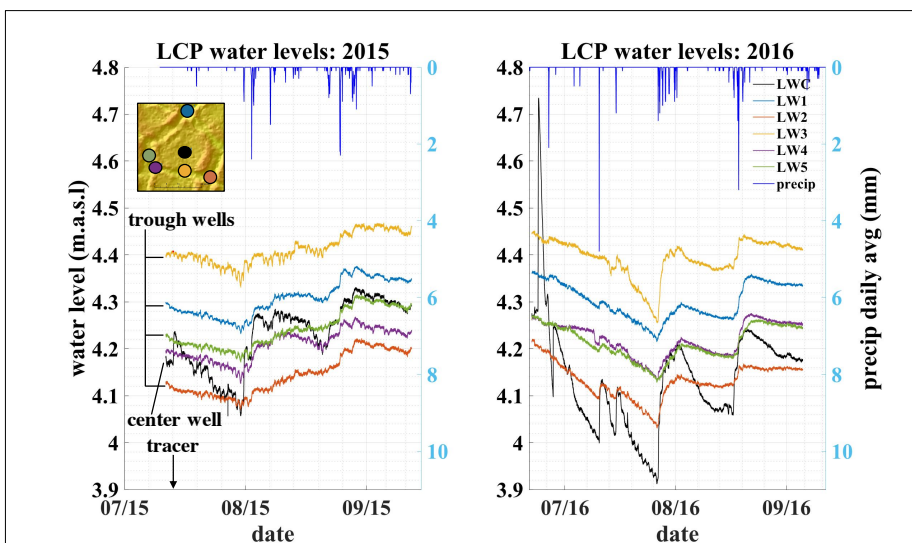 LCP water levels: 2015
4.8
4.7
4.6
4.5
4.4
4.3
4.2
4.1
4
3.9
water level (m.a.s.l)
trough wells
center well
tracer
07/15
08/15
09/15
date
0
2
4
6
8
10
LCP water levels: 2016
4.8
4.7
4.6
4.5
4.4
4.3
4.2
4.1
4
3.9
LWC
LW1
LW2
LW3
LW4
LW5
precip
07/16
08/16
09/16
date
0
2
4
6
8
10
precip daily avg (mm)